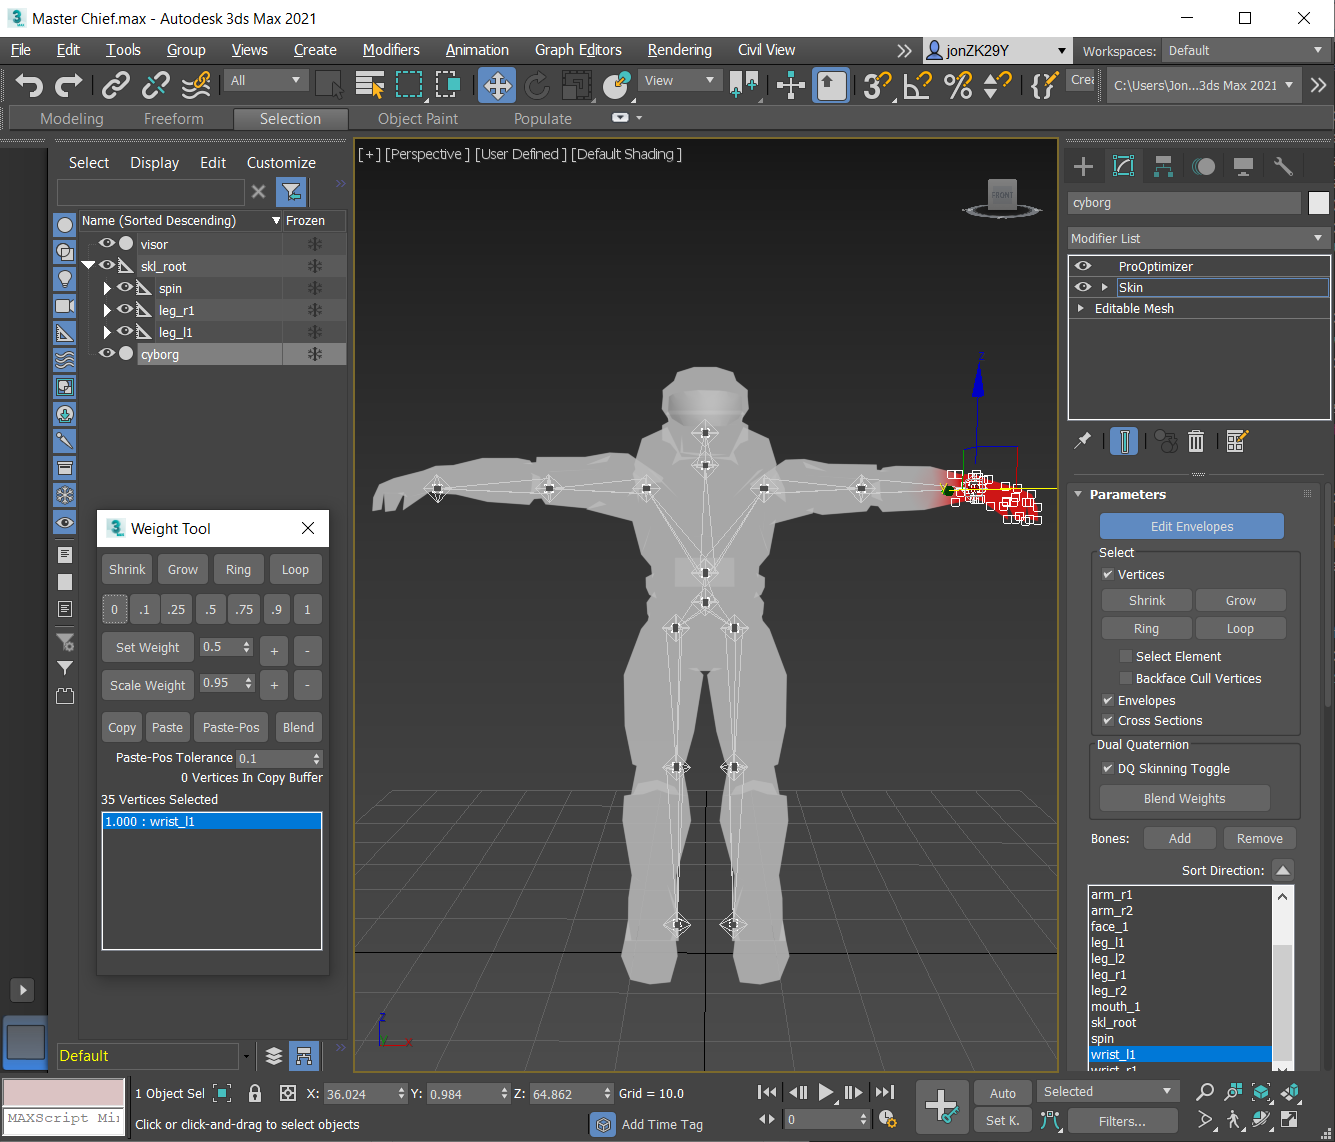 Master Chief.max - Autodesk 3ds Max 2021
File Edit Tools Group Views Create Modifiers Animation Graph Editors Rendering Civil View jonZK29Y Workspaces: Default
All View 3 Crea C:\Users\Jon...3ds Max 2021
Modeling Freeform Selection Object Paint Populate
Select Display Edit Customize
Name (Sorted Descending) Frozen
visor
skl_root
spin
leg_r1
leg_l1
cyborg
Weight Tool
Shrink Grow Ring Loop
0 .1 .25 .5 .75 .9 1
Set Weight 0.5 + -
Scale Weight 0.95 + -
Copy Paste Paste-Pos Blend
Paste-Pos Tolerance 0.1
0 Vertices In Copy Buffer
35 Vertices Selected
1.000 : wrist_l1
Default
[+] [Perspective ] [User Defined ] [Default Shading ]
FRONT
z
y
z
y x
cyborg
Modifier List
ProOptimizer
Skin
Editable Mesh
Parameters
Edit Envelopes
Select
Vertices
Shrink Grow
Ring Loop
Select Element
Backface Cull Vertices
Envelopes
Cross Sections
Dual Quaternion
DQ Skinning Toggle
Blend Weights
Bones: Add Remove
Sort Direction:
arm_r1
arm_r2
face_1
leg_l1
leg_l2
leg_r1
leg_r2
mouth_1
skl_root
spin
wrist_l1
wrist_r1
MAXScript Mi
1 Object Sel X: 36.024 Y: 0.984 Z: 64.862 Grid = 10.0
Click or click-and-drag to select objects
Add Time Tag
0
Auto Selected
Set K. Filters...